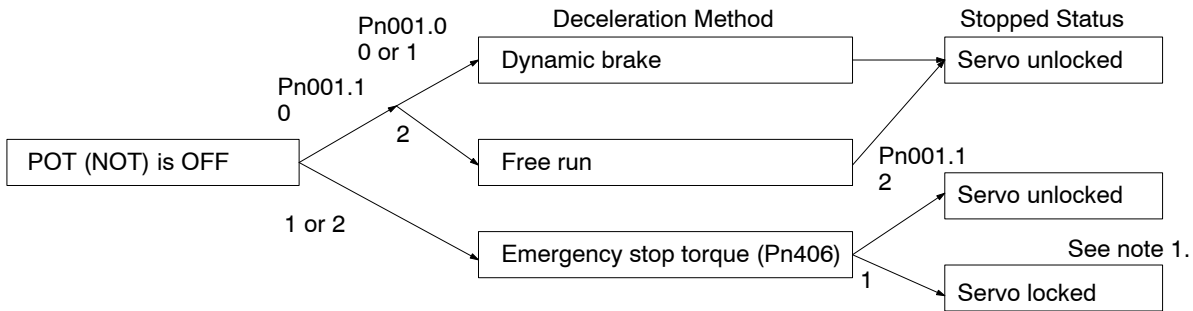 Deceleration Method
Stopped Status
Pn001.0
0 or 1
Dynamic brake
Servo unlocked
Pn001.1
0
2
POT (NOT) is OFF
Free run
Pn001.1
2
Servo unlocked
1 or 2
Emergency stop torque (Pn406)
See note 1.
1
Servo locked